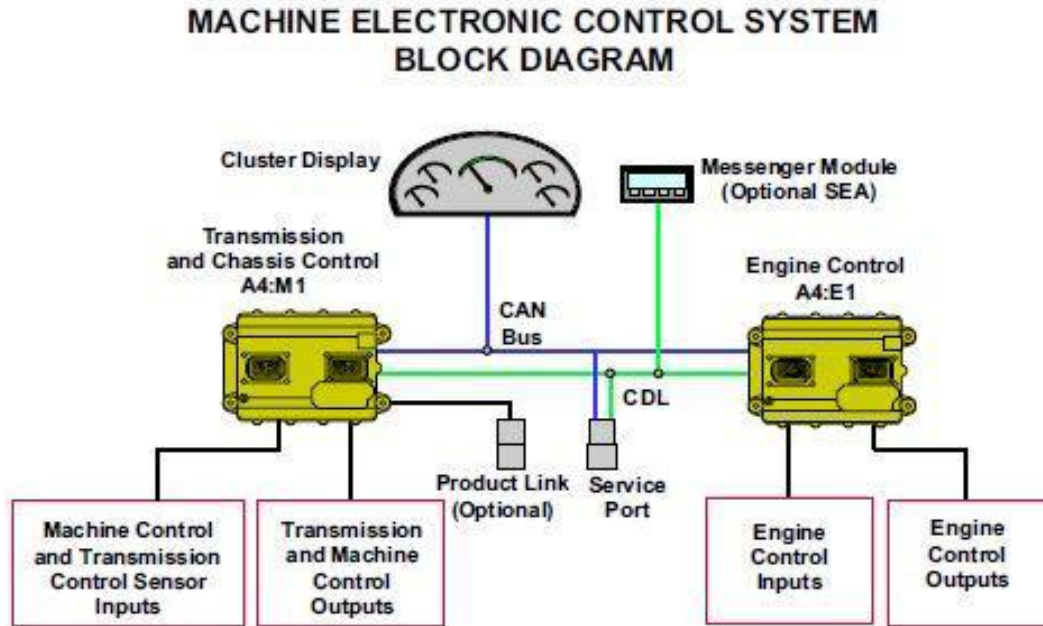 MACHINE ELECTRONIC CONTROL SYSTEM
BLOCK DIAGRAM
Cluster Display
Messenger Module
(Optional SEA)
Transmission
and Chassis Control
A4:M1
Engine Control
A4:E1
CAN
Bus
CDL
Product Link
(Optional)
Service
Port
Machine Control
and Transmission
Control Sensor
Inputs
Transmission
and Machine
Control
Outputs
Engine
Control
Inputs
Engine
Control
Outputs